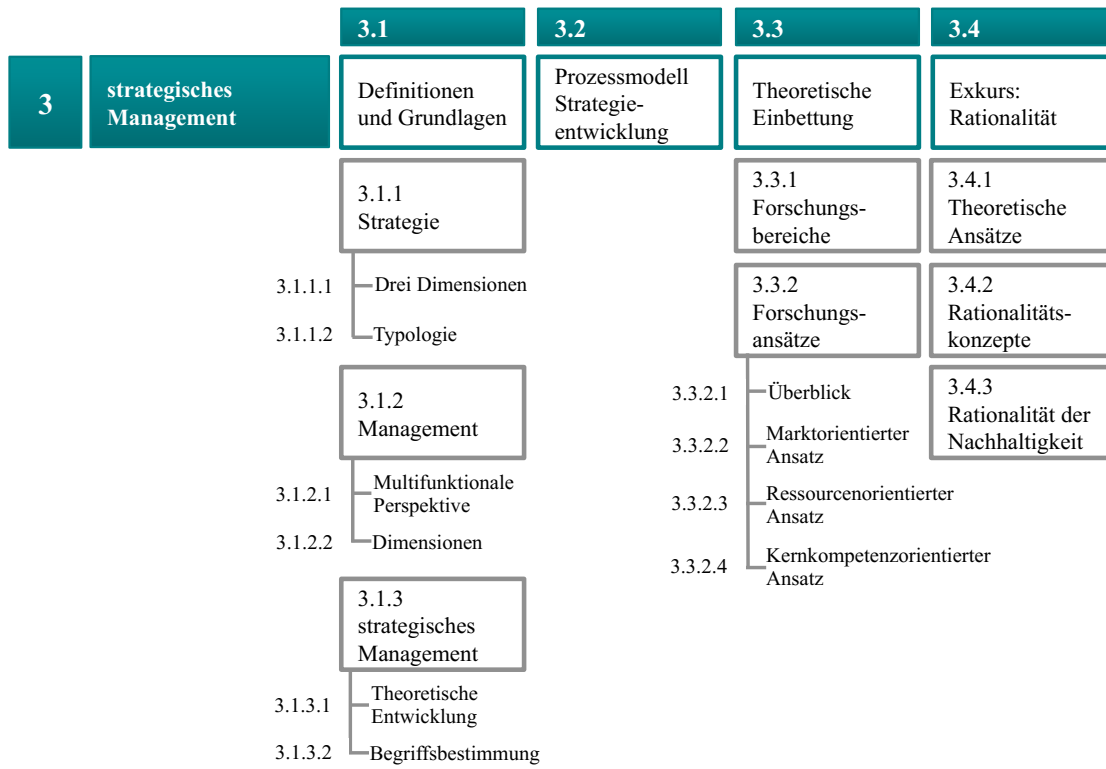 3.1
3.2
3.3
3.4
3
strategisches
Management
Definitionen
und Grundlagen
Prozessmodell
Strategie-
entwicklung
Theoretische
Einbettung
Exkurs:
Rationalität
3.1.1
Strategie
3.1.1.1
Drei Dimensionen
3.1.1.2
Typologie
3.1.2
Management
3.1.2.1
Multifunktionale
Perspektive
3.1.2.2
Dimensionen
3.1.3
strategisches
Management
3.1.3.1
Theoretische
Entwicklung
3.1.3.2
Begriffsbestimmung
3.3.1
Forschungs-
bereiche
3.3.2
Forschungs-
ansätze
3.3.2.1
Überblick
3.3.2.2
Marktorientierter
Ansatz
3.3.2.3
Ressourcenorientierter
Ansatz
3.3.2.4
Kernkompetenzorientierter
Ansatz
3.4.1
Theoretische
Ansätze
3.4.2
Rationalitäts-
konzepte
3.4.3
Rationalität der
Nachhaltigkeit